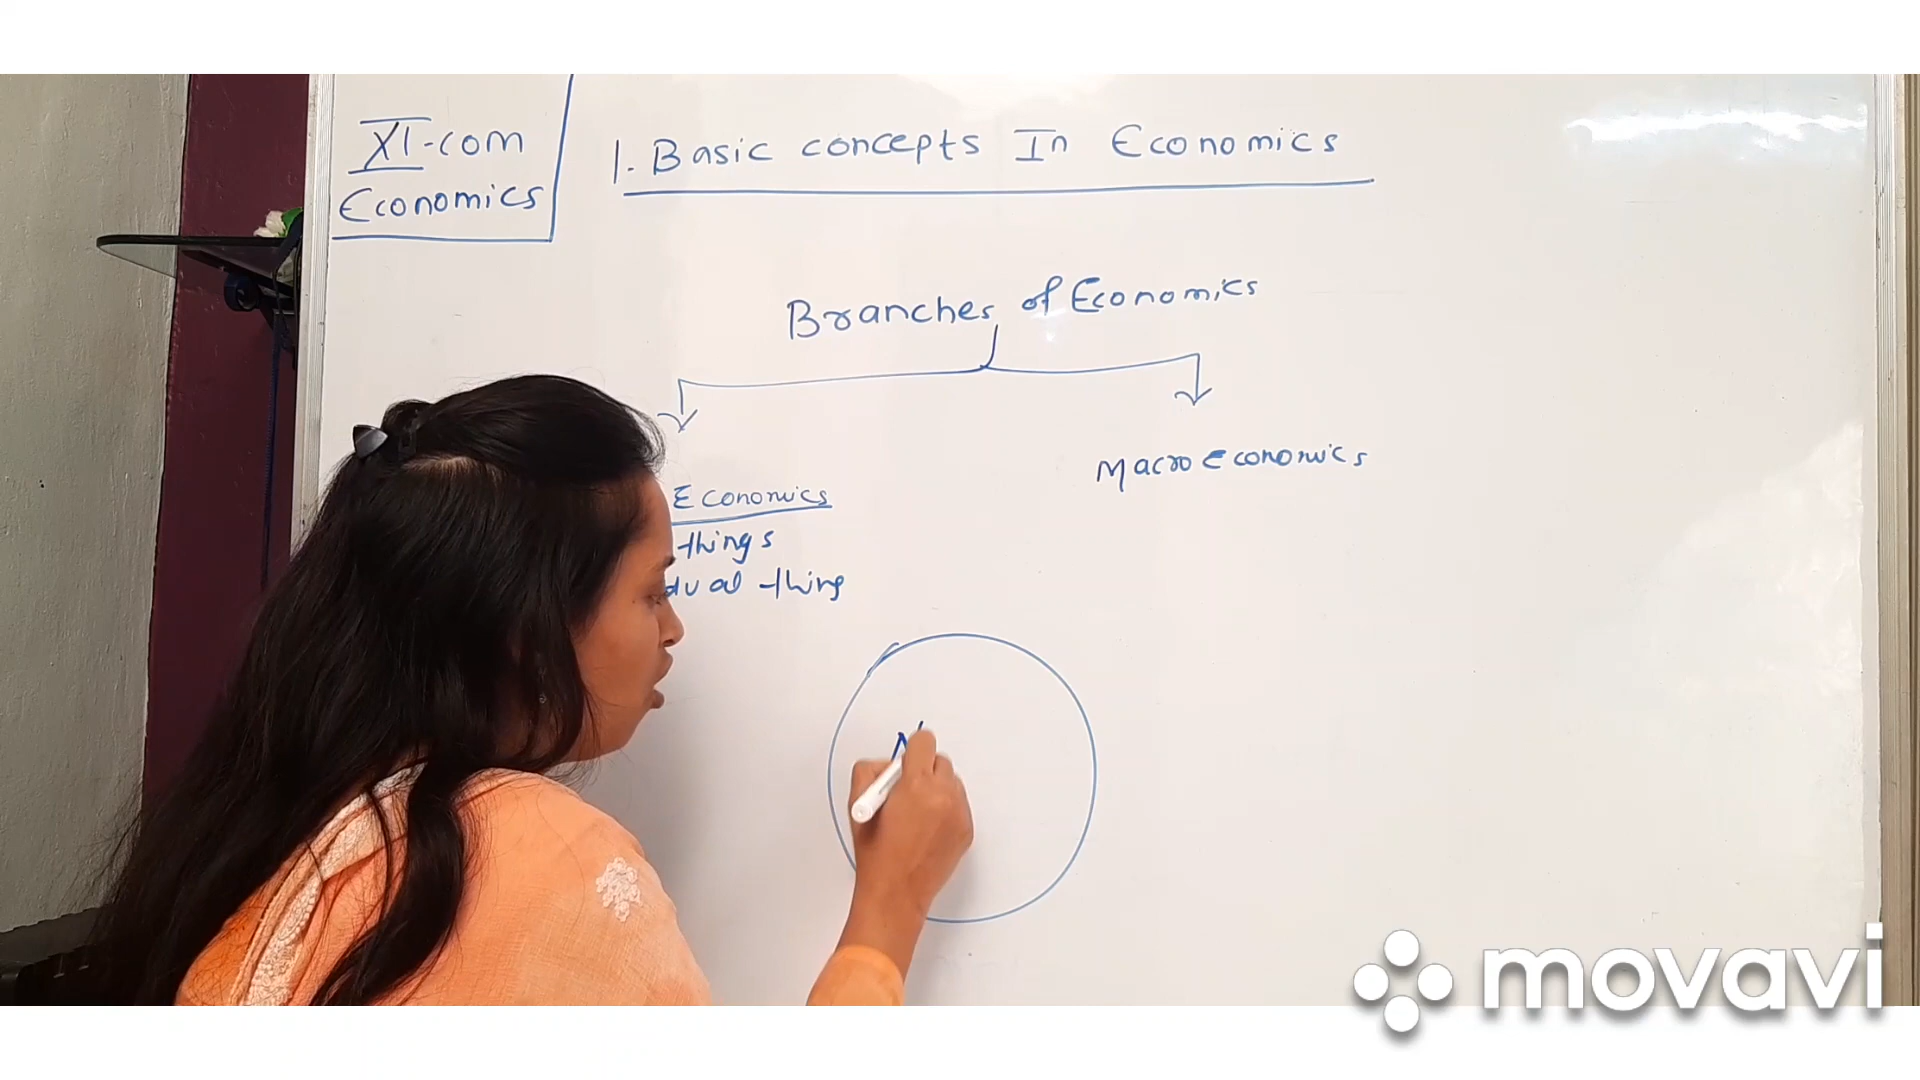 XI-com
Economics
1. Basic concepts In Economics
Branches of Economics
Macro Economics
Economics
things
dual thing
N
movavi